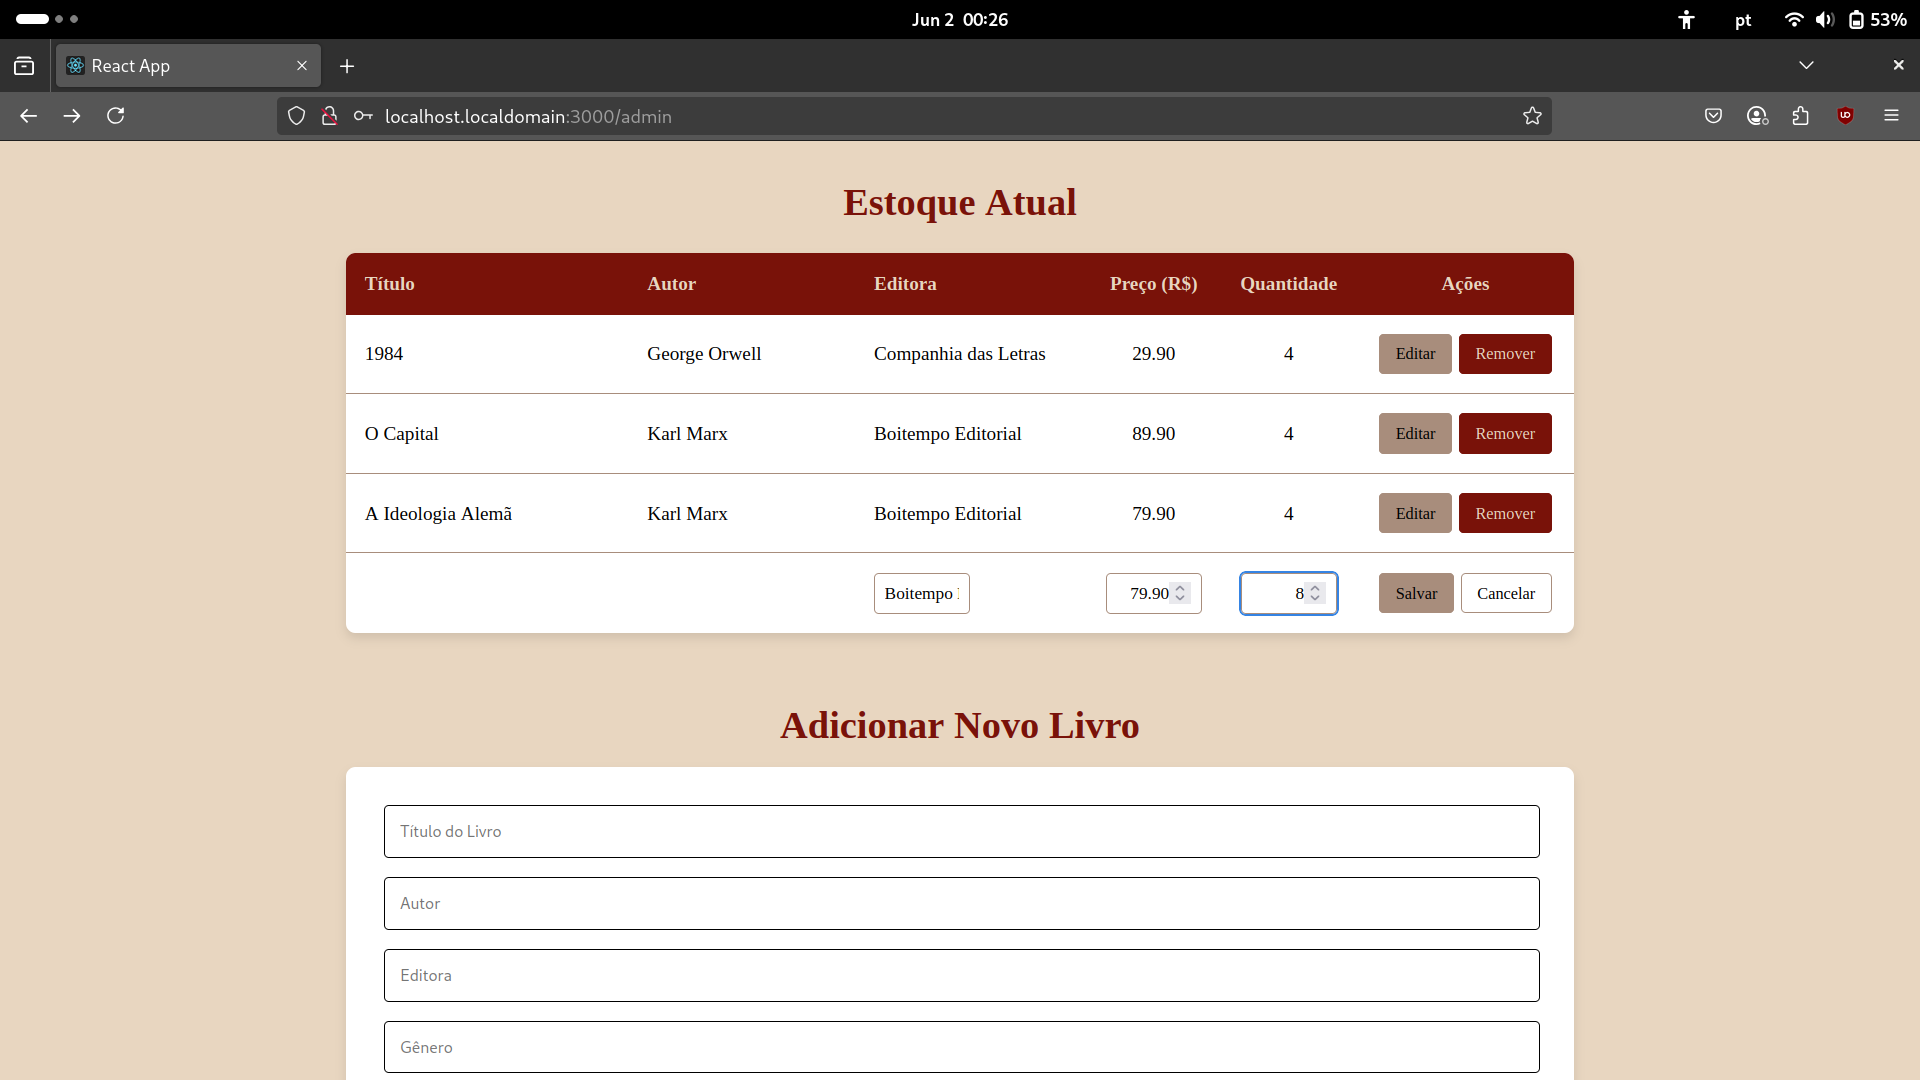 Jun 2 00:26
pt
53%
React App
localhost.localdomain:3000/admin
Estoque Atual
Título Autor Editora Preço (R$) Quantidade Ações
1984 George Orwell Companhia das Letras 29.90 4 Editar Remover
O Capital Karl Marx Boitempo Editorial 89.90 4 Editar Remover
A Ideologia Alemã Karl Marx Boitempo Editorial 79.90 4 Editar Remover
Boitempo 79.90 8 Salvar Cancelar
Adicionar Novo Livro
Título do Livro
Autor
Editora
Gênero